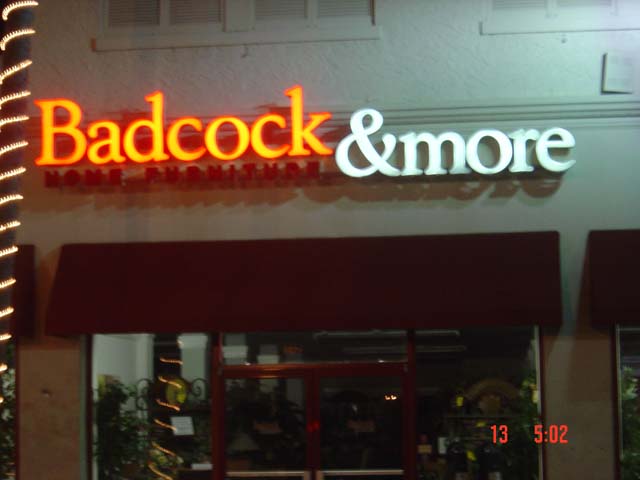 Badcock &more
HOME FURNITURE
13 5:02